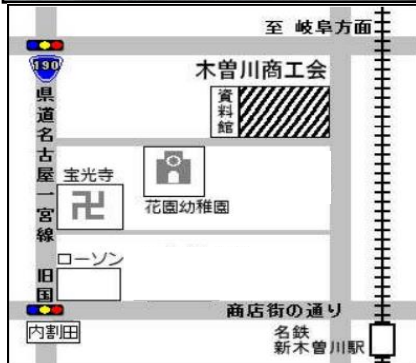 至 岐阜方面
190
木曽川商工会
資料館
県道名古屋一宮線
宝光寺
卍
花園幼稚園
ローソン
旧国
商店街の通り
内割田
名鉄
新木曽川駅